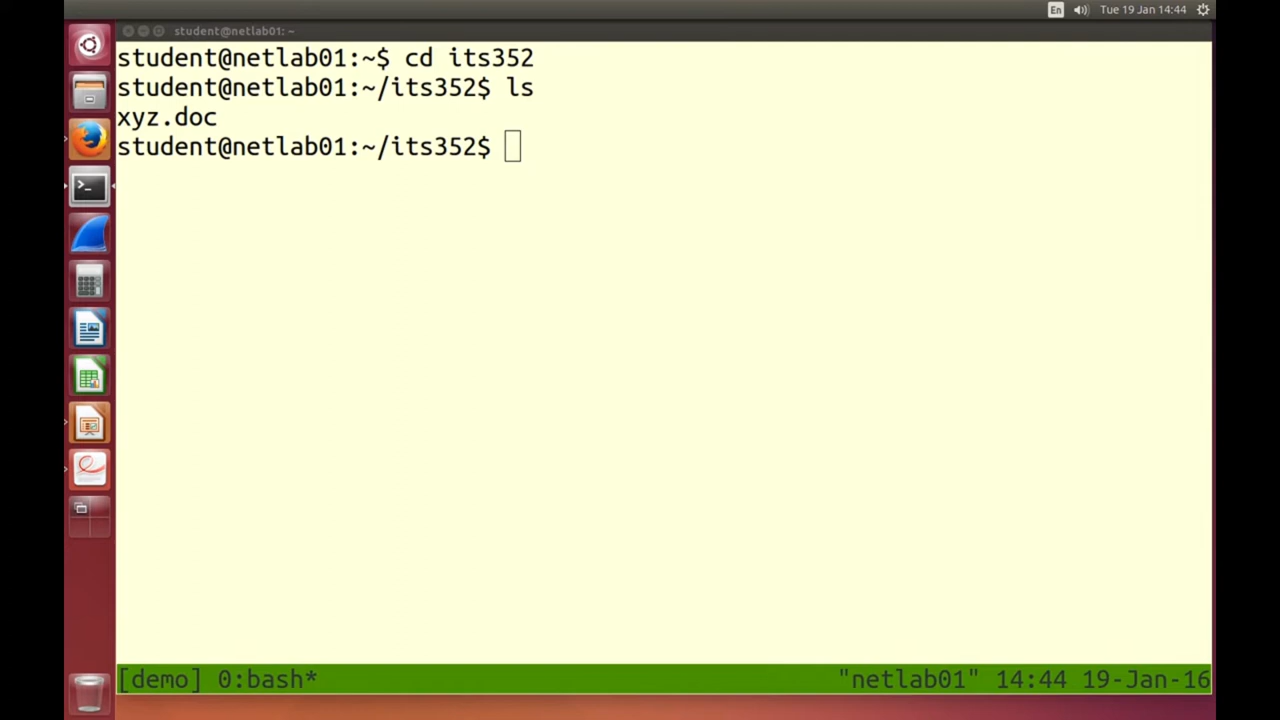 En Tue 19 Jan 14:44
student@netlab01: ~
student@netlab01:~$ cd its352
student@netlab01:~/its352$ ls
xyz.doc
student@netlab01:~/its352$
[demo] 0:bash* "netlab01" 14:44 19-Jan-16